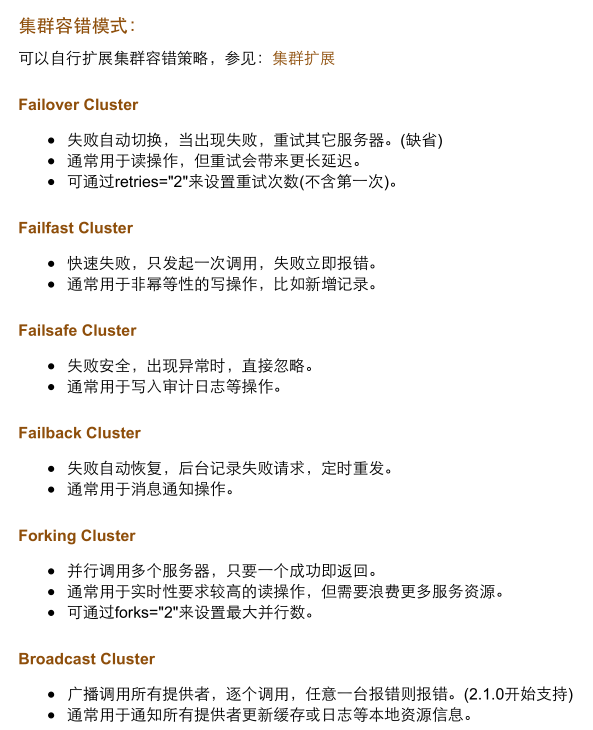 集群容错模式：
可以自行扩展集群容错策略，参见：集群扩展
Failover Cluster
失败自动切换，当出现失败，重试其它服务器。(缺省)
通常用于读操作，但重试会带来更长延迟。
可通过retries="2"来设置重试次数(不含第一次)。
Failfast Cluster
快速失败，只发起一次调用，失败立即报错。
通常用于非幂等性的写操作，比如新增记录。
Failsafe Cluster
失败安全，出现异常时，直接忽略。
通常用于写入审计日志等操作。
Failback Cluster
失败自动恢复，后台记录失败请求，定时重发。
通常用于消息通知操作。
Forking Cluster
并行调用多个服务器，只要一个成功即返回。
通常用于实时性要求较高的读操作，但需要浪费更多服务资源。
可通过forks="2"来设置最大并行数。
Broadcast Cluster
广播调用所有提供者，逐个调用，任意一台报错则报错。(2.1.0开始支持)
通常用于通知所有提供者更新缓存或日志等本地资源信息。